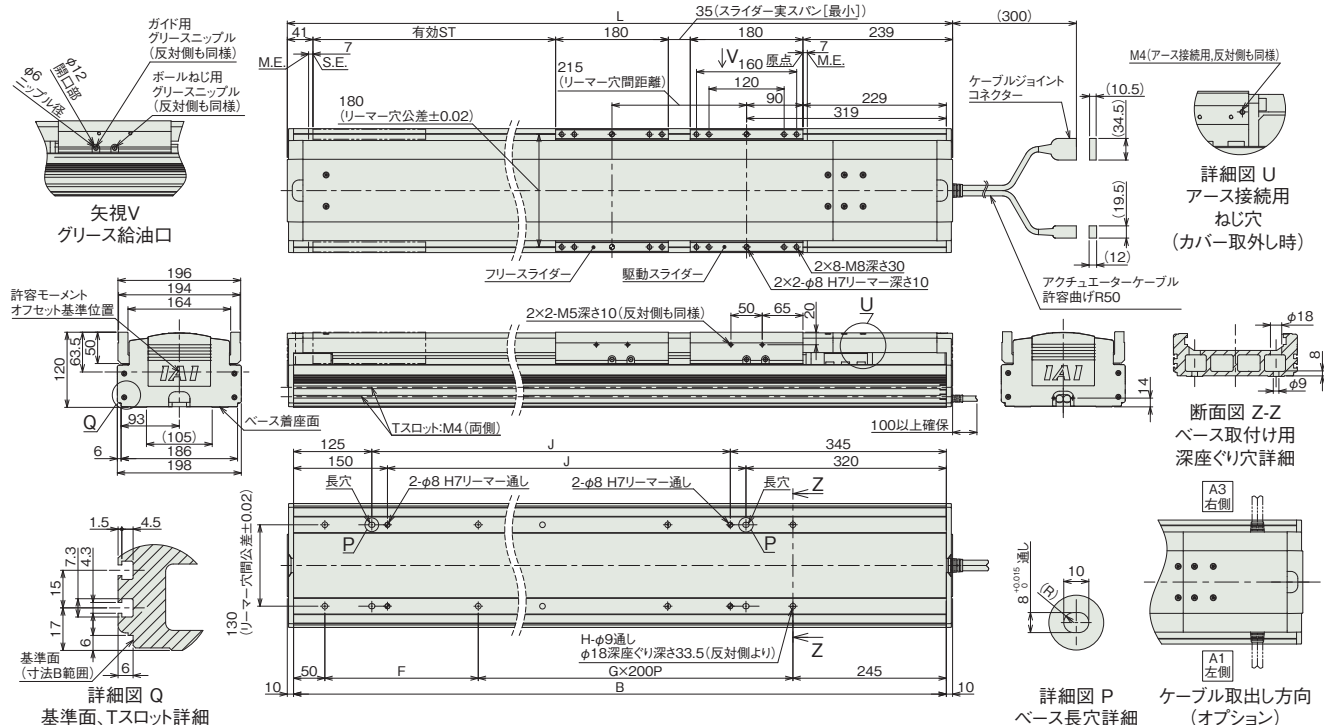 L
35(スライダー実スパン[最小])
(300)
41
有効ST
180
180
239
7
M.E.
S.E.
↓V
160
原点
7
M.E.
215
(リーマー穴間距離)
120
90
229
319
180
(リーマー穴公差±0.02)
ガイド用
グリースニップル
(反対側も同様)
ボールねじ用
グリースニップル
(反対側も同様)
φ12
開口部
φ6
ニップル径
矢視V
グリース給油口
ケーブルジョイント
コネクター
(10.5)
(34.5)
(19.5)
(12)
アクチュエーターケーブル
許容曲げR50
M4(アース接続用,反対側も同様)
詳細図 U
アース接続用
ねじ穴
(カバー取外し時)
フリースライダー
駆動スライダー
2×8-M8深さ30
2×2-φ8 H7リーマー深さ10
196
194
164
許容モーメント
オフセット基準位置
120
63.5
50
IAI
Q
93
(105)
6
186
198
ベース着座面
2×2-M5深さ10(反対側も同様)
50
65
20
U
Tスロット:M4(両側)
100以上確保
IAI
14
φ18
8
φ9
断面図 Z-Z
ベース取付け用
深座ぐり穴詳細
125
J
345
150
J
320
長穴
2-φ8 H7リーマー通し
2-φ8 H7リーマー通し
長穴
Z
P
P
130
(リーマー穴間公差±0.02)
H-φ9通し
φ18深座ぐり深さ33.5(反対側より)
Z
50
F
G×200P
245
10
B
10
1.5
4.5
7.3
4.3
15
17
6
6
基準面
(寸法B範囲)
詳細図 Q
基準面、Tスロット詳細
8 +0.015 0 通し
10
(R)
詳細図 P
ベース長穴詳細
A3
右側
A1
左側
ケーブル取出し方向
(オプション)